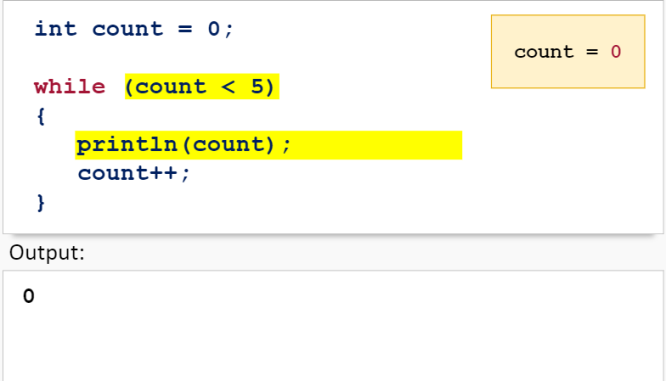 int count = 0;
count = 0
while (count < 5)
{
println(count);
count++;
}
Output:
0